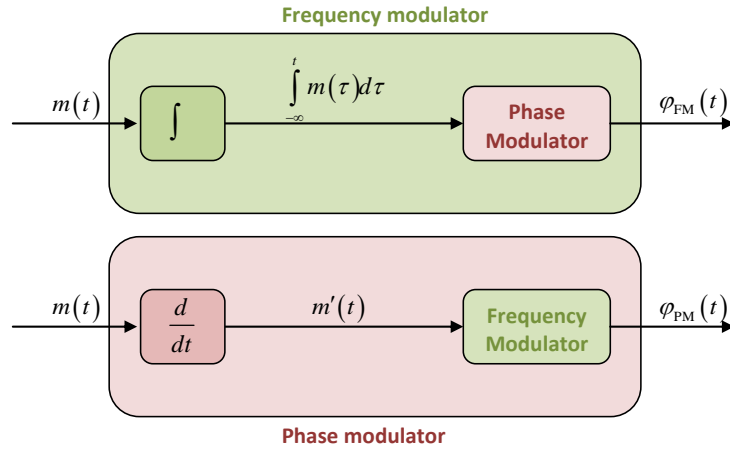 Frequency modulator
m(t)
∫
∫_{-∞}^{t} m(τ)dτ
Phase
Modulator
φ_FM(t)
m(t)
d/dt
m′(t)
Frequency
Modulator
φ_PM(t)
Phase modulator